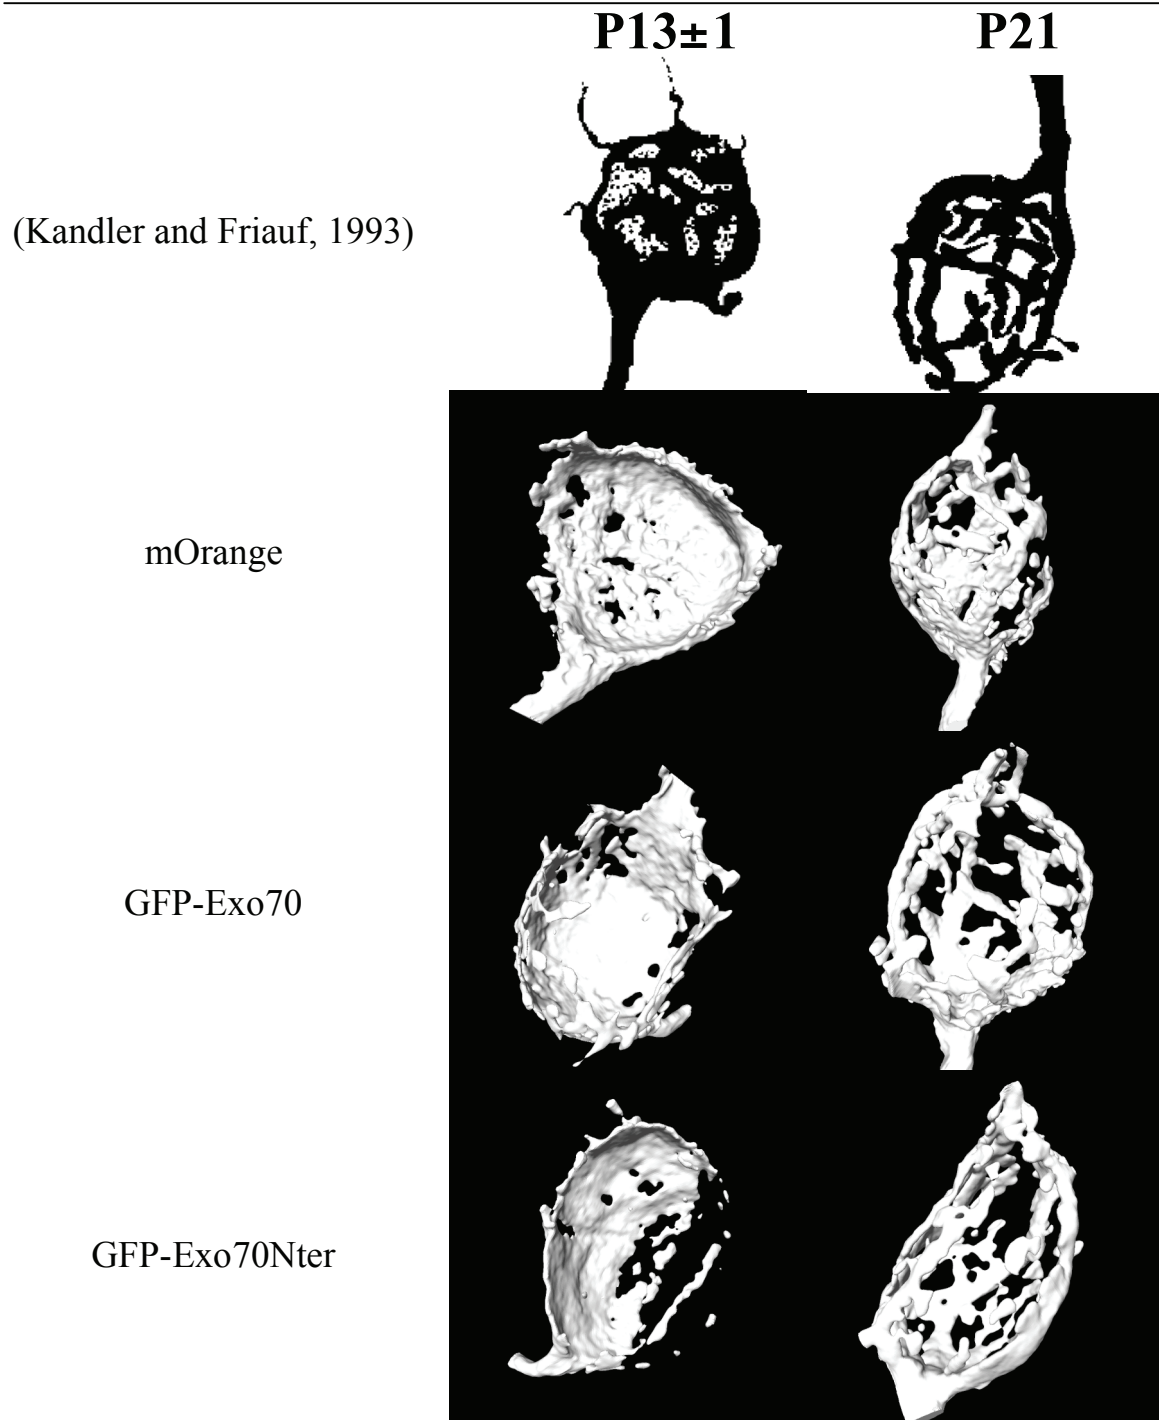 P13±1 P21
(Kandler and Friauf, 1993)
mOrange
GFP-Exo70
GFP-Exo70Nter